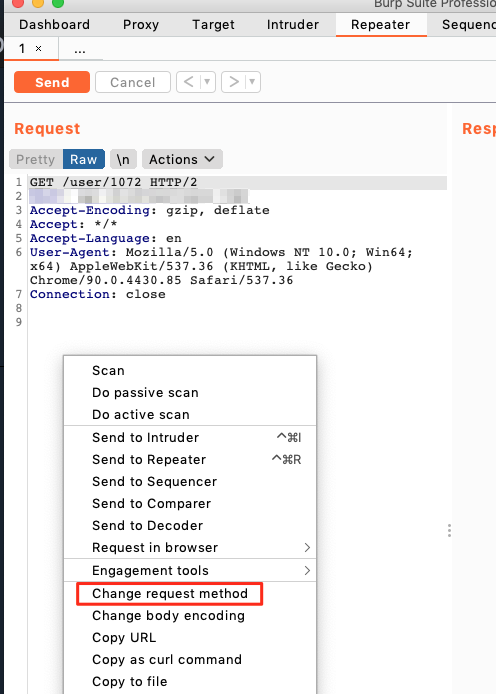 Burp Suite Professio
Dashboard Proxy Target Intruder Repeater Sequenc
1 × ...
Send Cancel < ▼ > ▼
Request Resp
Pretty Raw \n Actions
1 GET /user/1072 HTTP/2
2
3 Accept-Encoding: gzip, deflate
4 Accept: */*
5 Accept-Language: en
6 User-Agent: Mozilla/5.0 (Windows NT 10.0; Win64;
x64) AppleWebKit/537.36 (KHTML, like Gecko)
Chrome/90.0.4430.85 Safari/537.36
7 Connection: close
8
9
Scan
Do passive scan
Do active scan
Send to Intruder ^⌘I
Send to Repeater ^⌘R
Send to Sequencer
Send to Comparer
Send to Decoder
Request in browser >
Engagement tools >
Change request method
Change body encoding
Copy URL
Copy as curl command
Copy to file